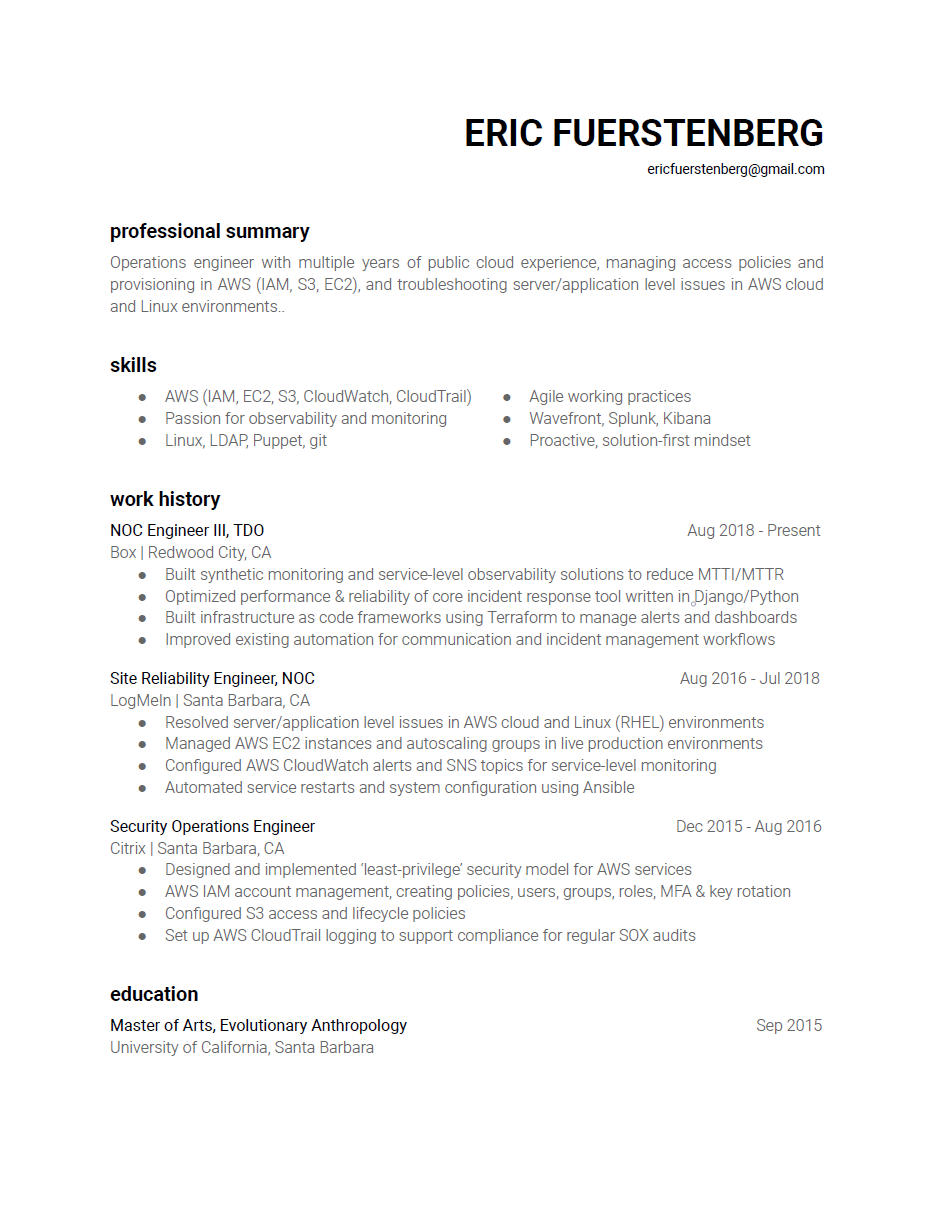 ERIC FUERSTENBERG
ericfuerstenberg@gmail.com
professional summary
Operations engineer with multiple years of public cloud experience, managing access policies and
provisioning in AWS (IAM, S3, EC2), and troubleshooting server/application level issues in AWS cloud
and Linux environments..
skills
● AWS (IAM, EC2, S3, CloudWatch, CloudTrail)
● Passion for observability and monitoring
● Linux, LDAP, Puppet, git
● Agile working practices
● Wavefront, Splunk, Kibana
● Proactive, solution-first mindset
work history
NOC Engineer III, TDO Aug 2018 - Present
Box | Redwood City, CA
● Built synthetic monitoring and service-level observability solutions to reduce MTTI/MTTR
● Optimized performance & reliability of core incident response tool written in Django/Python
● Built infrastructure as code frameworks using Terraform to manage alerts and dashboards
● Improved existing automation for communication and incident management workflows
Site Reliability Engineer, NOC Aug 2016 - Jul 2018
LogMeIn | Santa Barbara, CA
● Resolved server/application level issues in AWS cloud and Linux (RHEL) environments
● Managed AWS EC2 instances and autoscaling groups in live production environments
● Configured AWS CloudWatch alerts and SNS topics for service-level monitoring
● Automated service restarts and system configuration using Ansible
Security Operations Engineer Dec 2015 - Aug 2016
Citrix | Santa Barbara, CA
● Designed and implemented ‘least-privilege’ security model for AWS services
● AWS IAM account management, creating policies, users, groups, roles, MFA & key rotation
● Configured S3 access and lifecycle policies
● Set up AWS CloudTrail logging to support compliance for regular SOX audits
education
Master of Arts, Evolutionary Anthropology Sep 2015
University of California, Santa Barbara